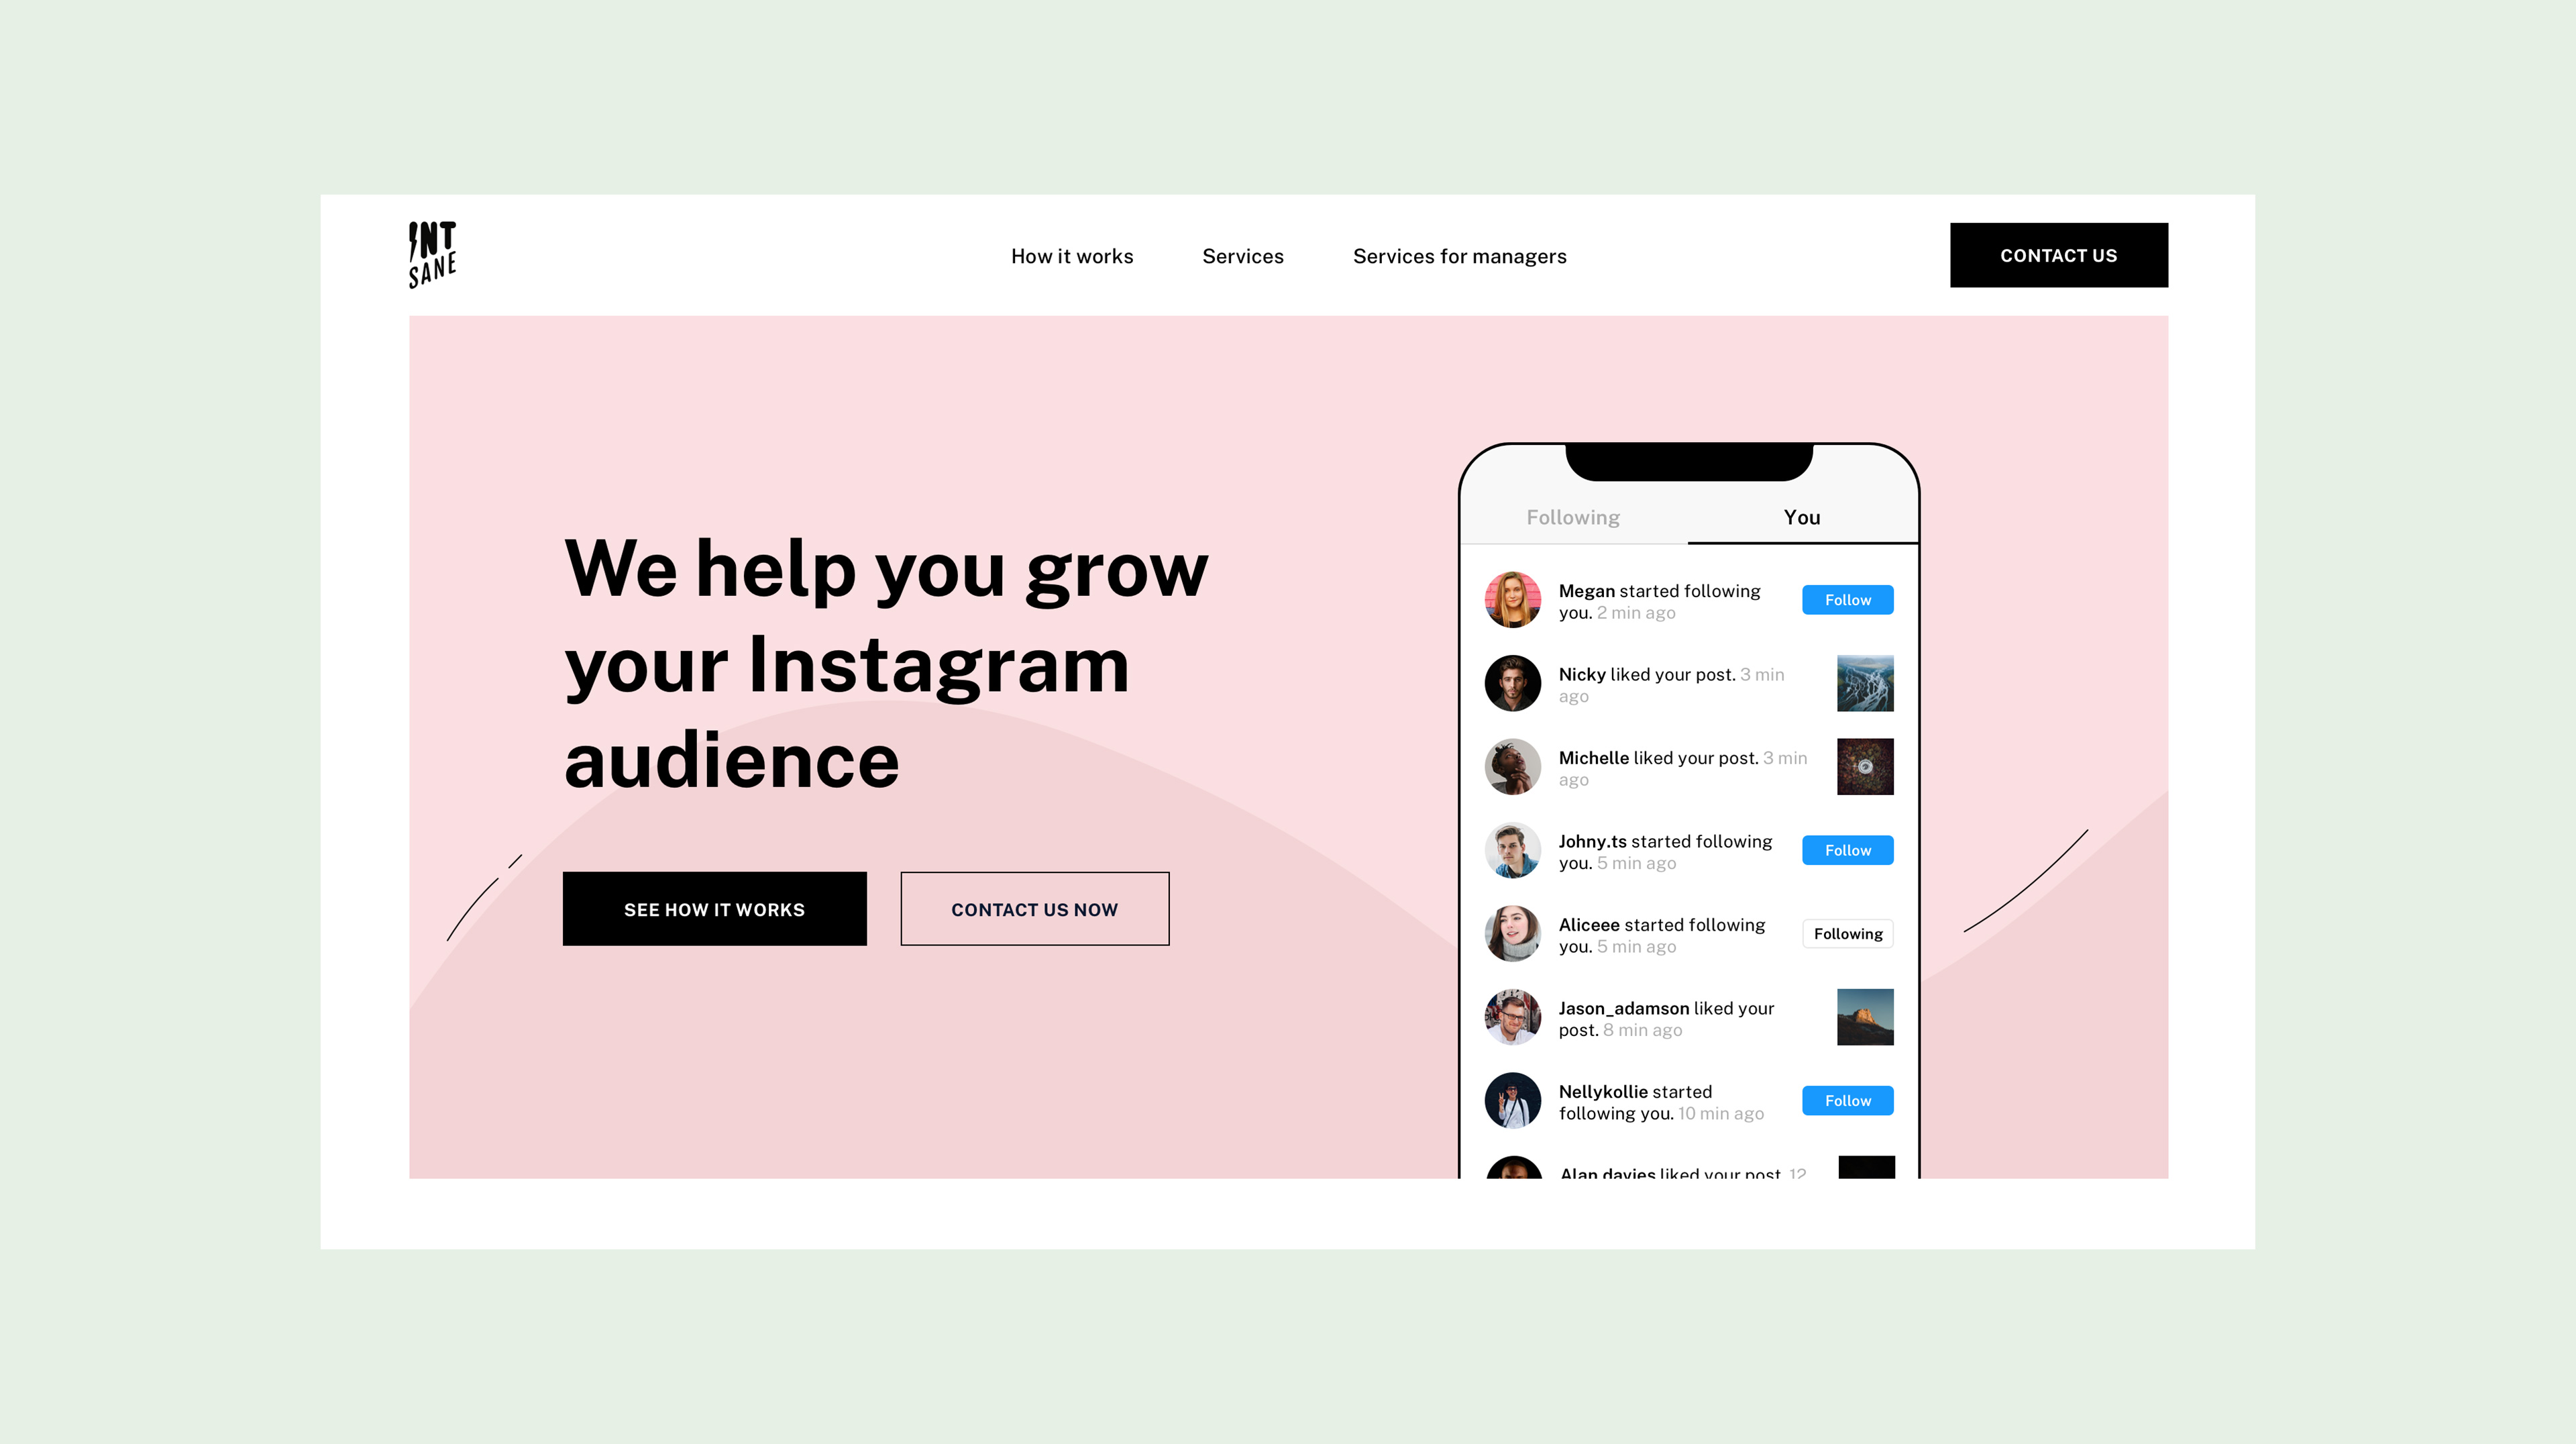 INT
SANE
How it works
Services
Services for managers
CONTACT US
We help you grow
your Instagram
audience
SEE HOW IT WORKS
CONTACT US NOW
Following
You
Megan started following
you. 2 min ago
Follow
Nicky liked your post. 3 min
ago
Michelle liked your post. 3 min
ago
Johny.ts started following
you. 5 min ago
Follow
Aliceee started following
you. 5 min ago
Following
Jason_adamson liked your
post. 8 min ago
Nellykollie started
following you. 10 min ago
Follow
Alan davies liked your post. 12